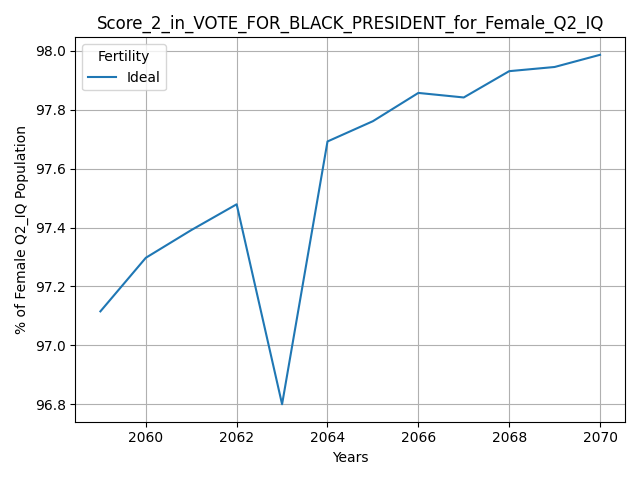 Score_2_in_VOTE_FOR_BLACK_PRESIDENT_for_Female_Q2_IQ
Fertility
Ideal
% of Female Q2_IQ Population
98.0
97.8
97.6
97.4
97.2
97.0
96.8
2060 2062 2064 2066 2068 2070
Years